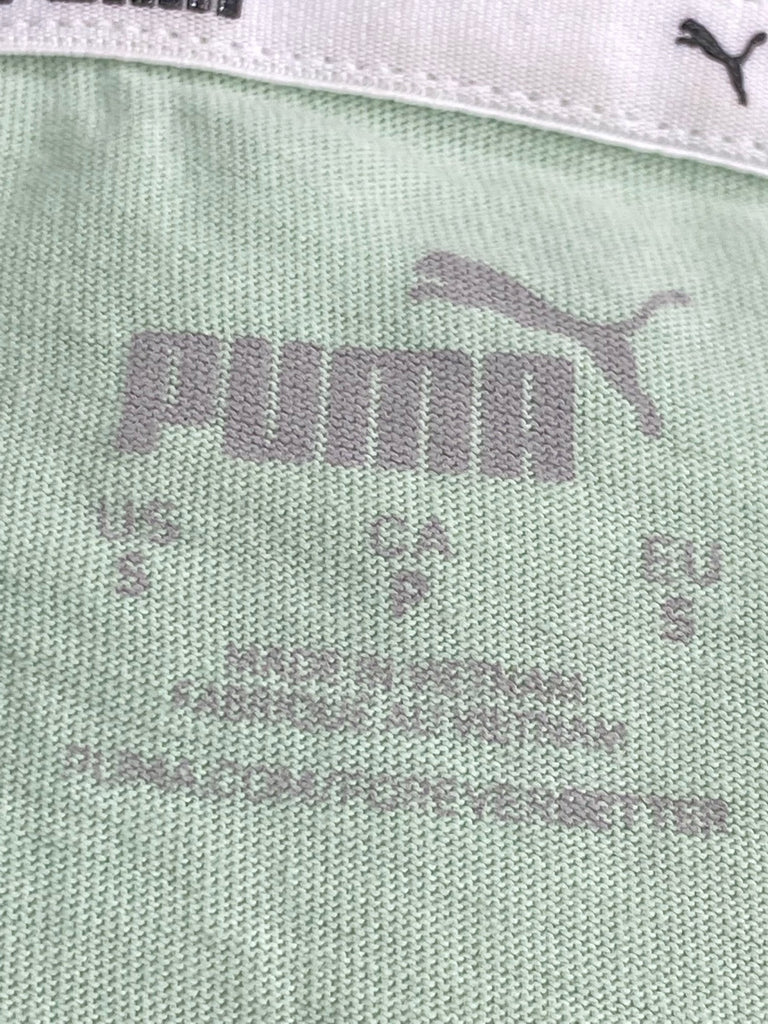 PUMA
US CA EU
S P S
MADE IN VIETNAM
FABRIQUÉ AU VIETNAM
PUMA.COM/FOREVERBETTER